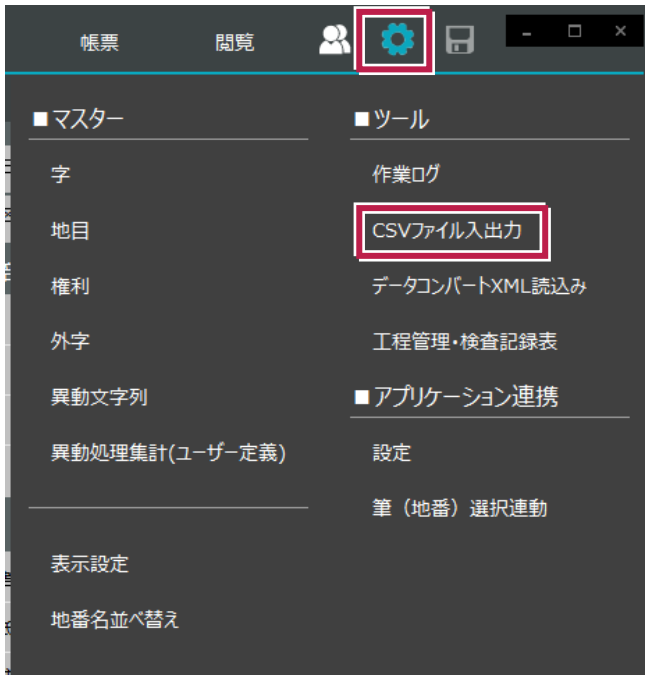 帳票 閲覧
■マスター
字
地目
権利
外字
異動文字列
異動処理集計(ユーザー定義)
表示設定
地番名並べ替え
■ツール
作業ログ
CSVファイル入出力
データコンバートXML読込み
工程管理・検査記録表
■アプリケーション連携
設定
筆（地番）選択連動